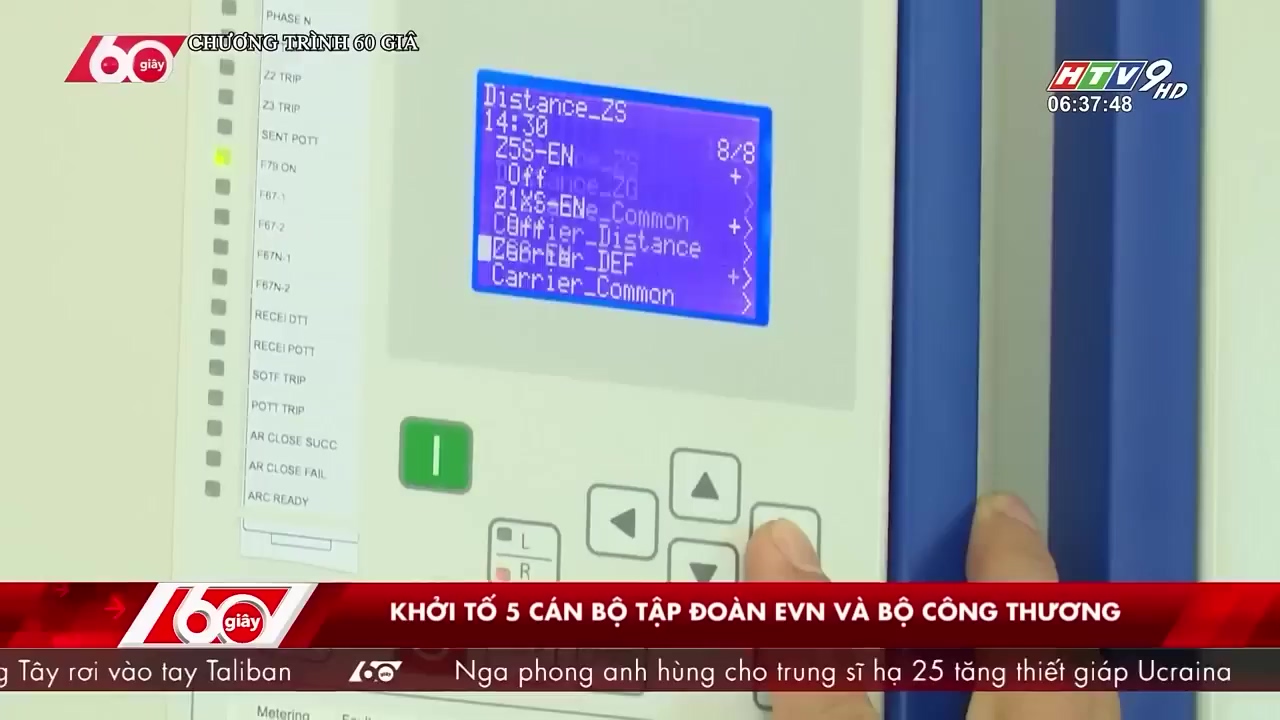 PHASE N
60 giây
CHƯƠNG TRÌNH 60 GIÂ
HTV9 HD
06:37:48
Z2 TRIP
Z3 TRIP
SENT POTT
F79 ON
F67-1
F67-2
F67N-1
F67N-2
RECEI DTT
RECEI POTT
SOTF TRIP
POTT TRIP
AR CLOSE SUCC
AR CLOSE FAIL
ARC READY
Distance_ZS
14:30
8/8
Z5S-EN
+
Off
_Common
+
Carrier_Distance
Carrier_DEF
+
Carrier_Common
L
R
60 giây
KHỞI TỐ 5 CÁN BỘ TẬP ĐOÀN EVN VÀ BỘ CÔNG THƯƠNG
g Tây rơi vào tay Taliban
60 giây
Nga phong anh hùng cho trung sĩ hạ 25 tăng thiết giáp Ucraina
Metering